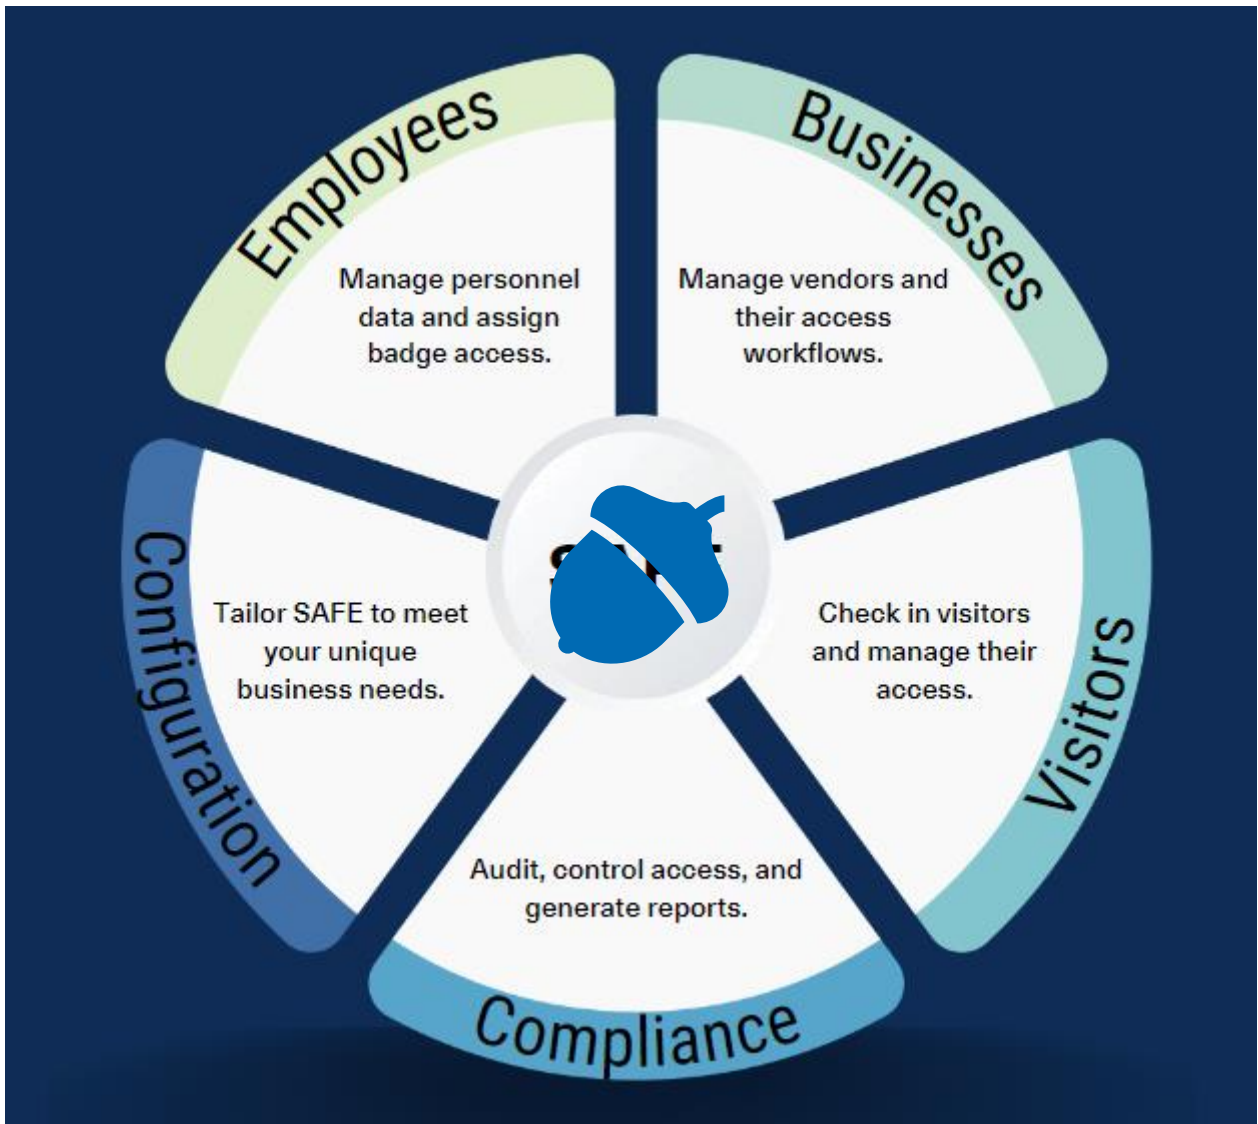 Employees
Manage personnel
data and assign
badge access.
Businesses
Manage vendors and
their access
workflows.
Configuration
Tailor SAFE to meet
your unique
business needs.
Check in visitors
and manage their
access.
Visitors
Audit, control access, and
generate reports.
Compliance